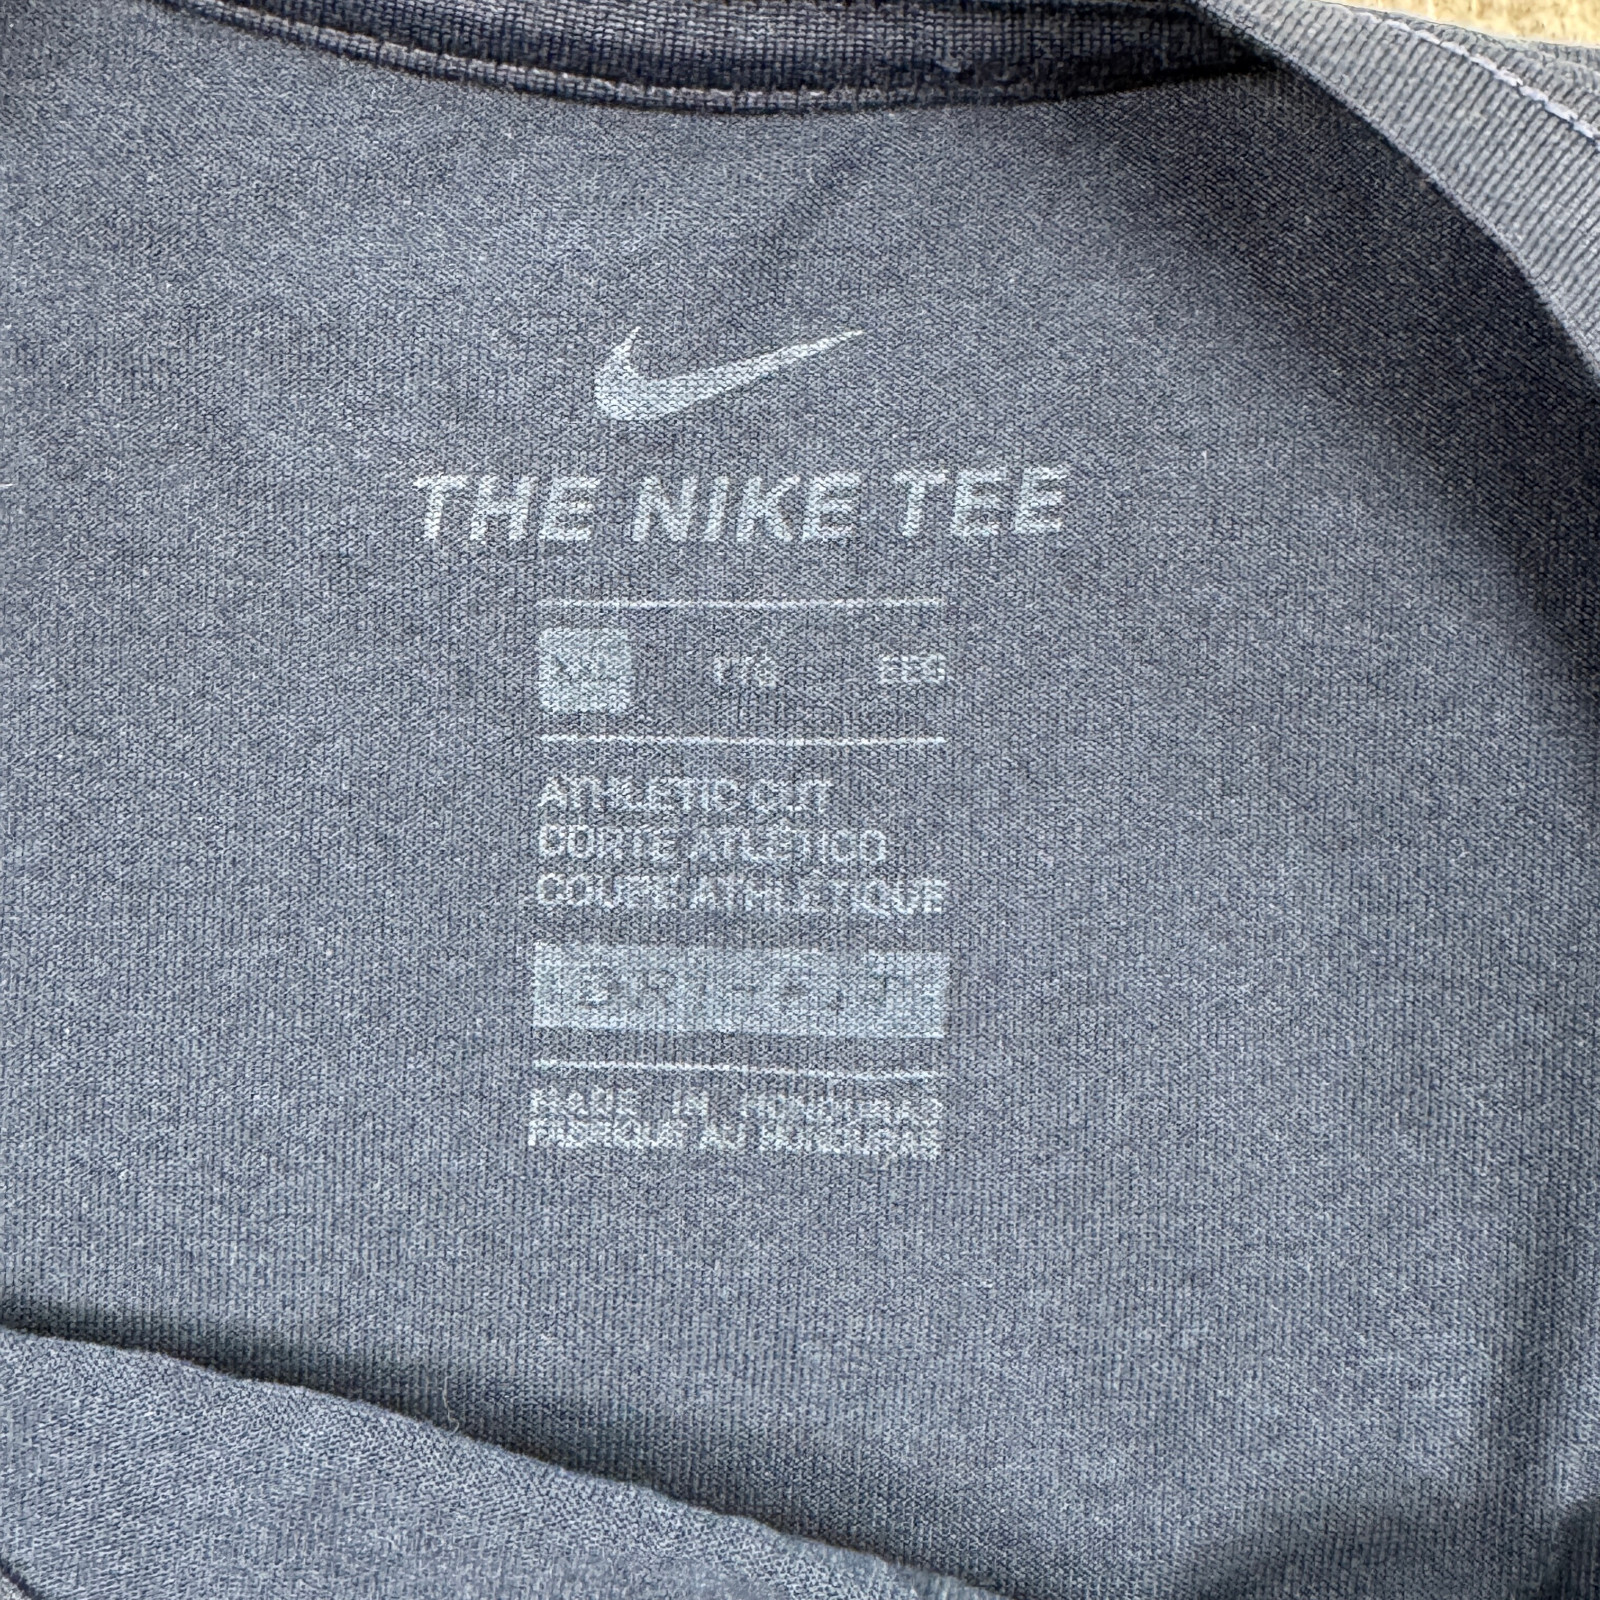 THE NIKE TEE
ATHLETIC CUT
CORTE ATLÉTICO
COUPE ATHLÉTIQUE
DRI-FIT
MADE IN HONDURAS
FABRIQUÉ AU HONDURAS